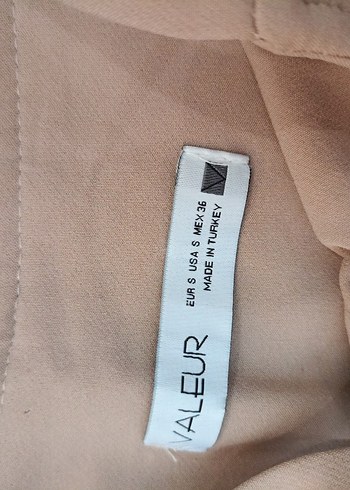 VALEUR
EUR S USA S MEX 36
MADE IN TURKEY